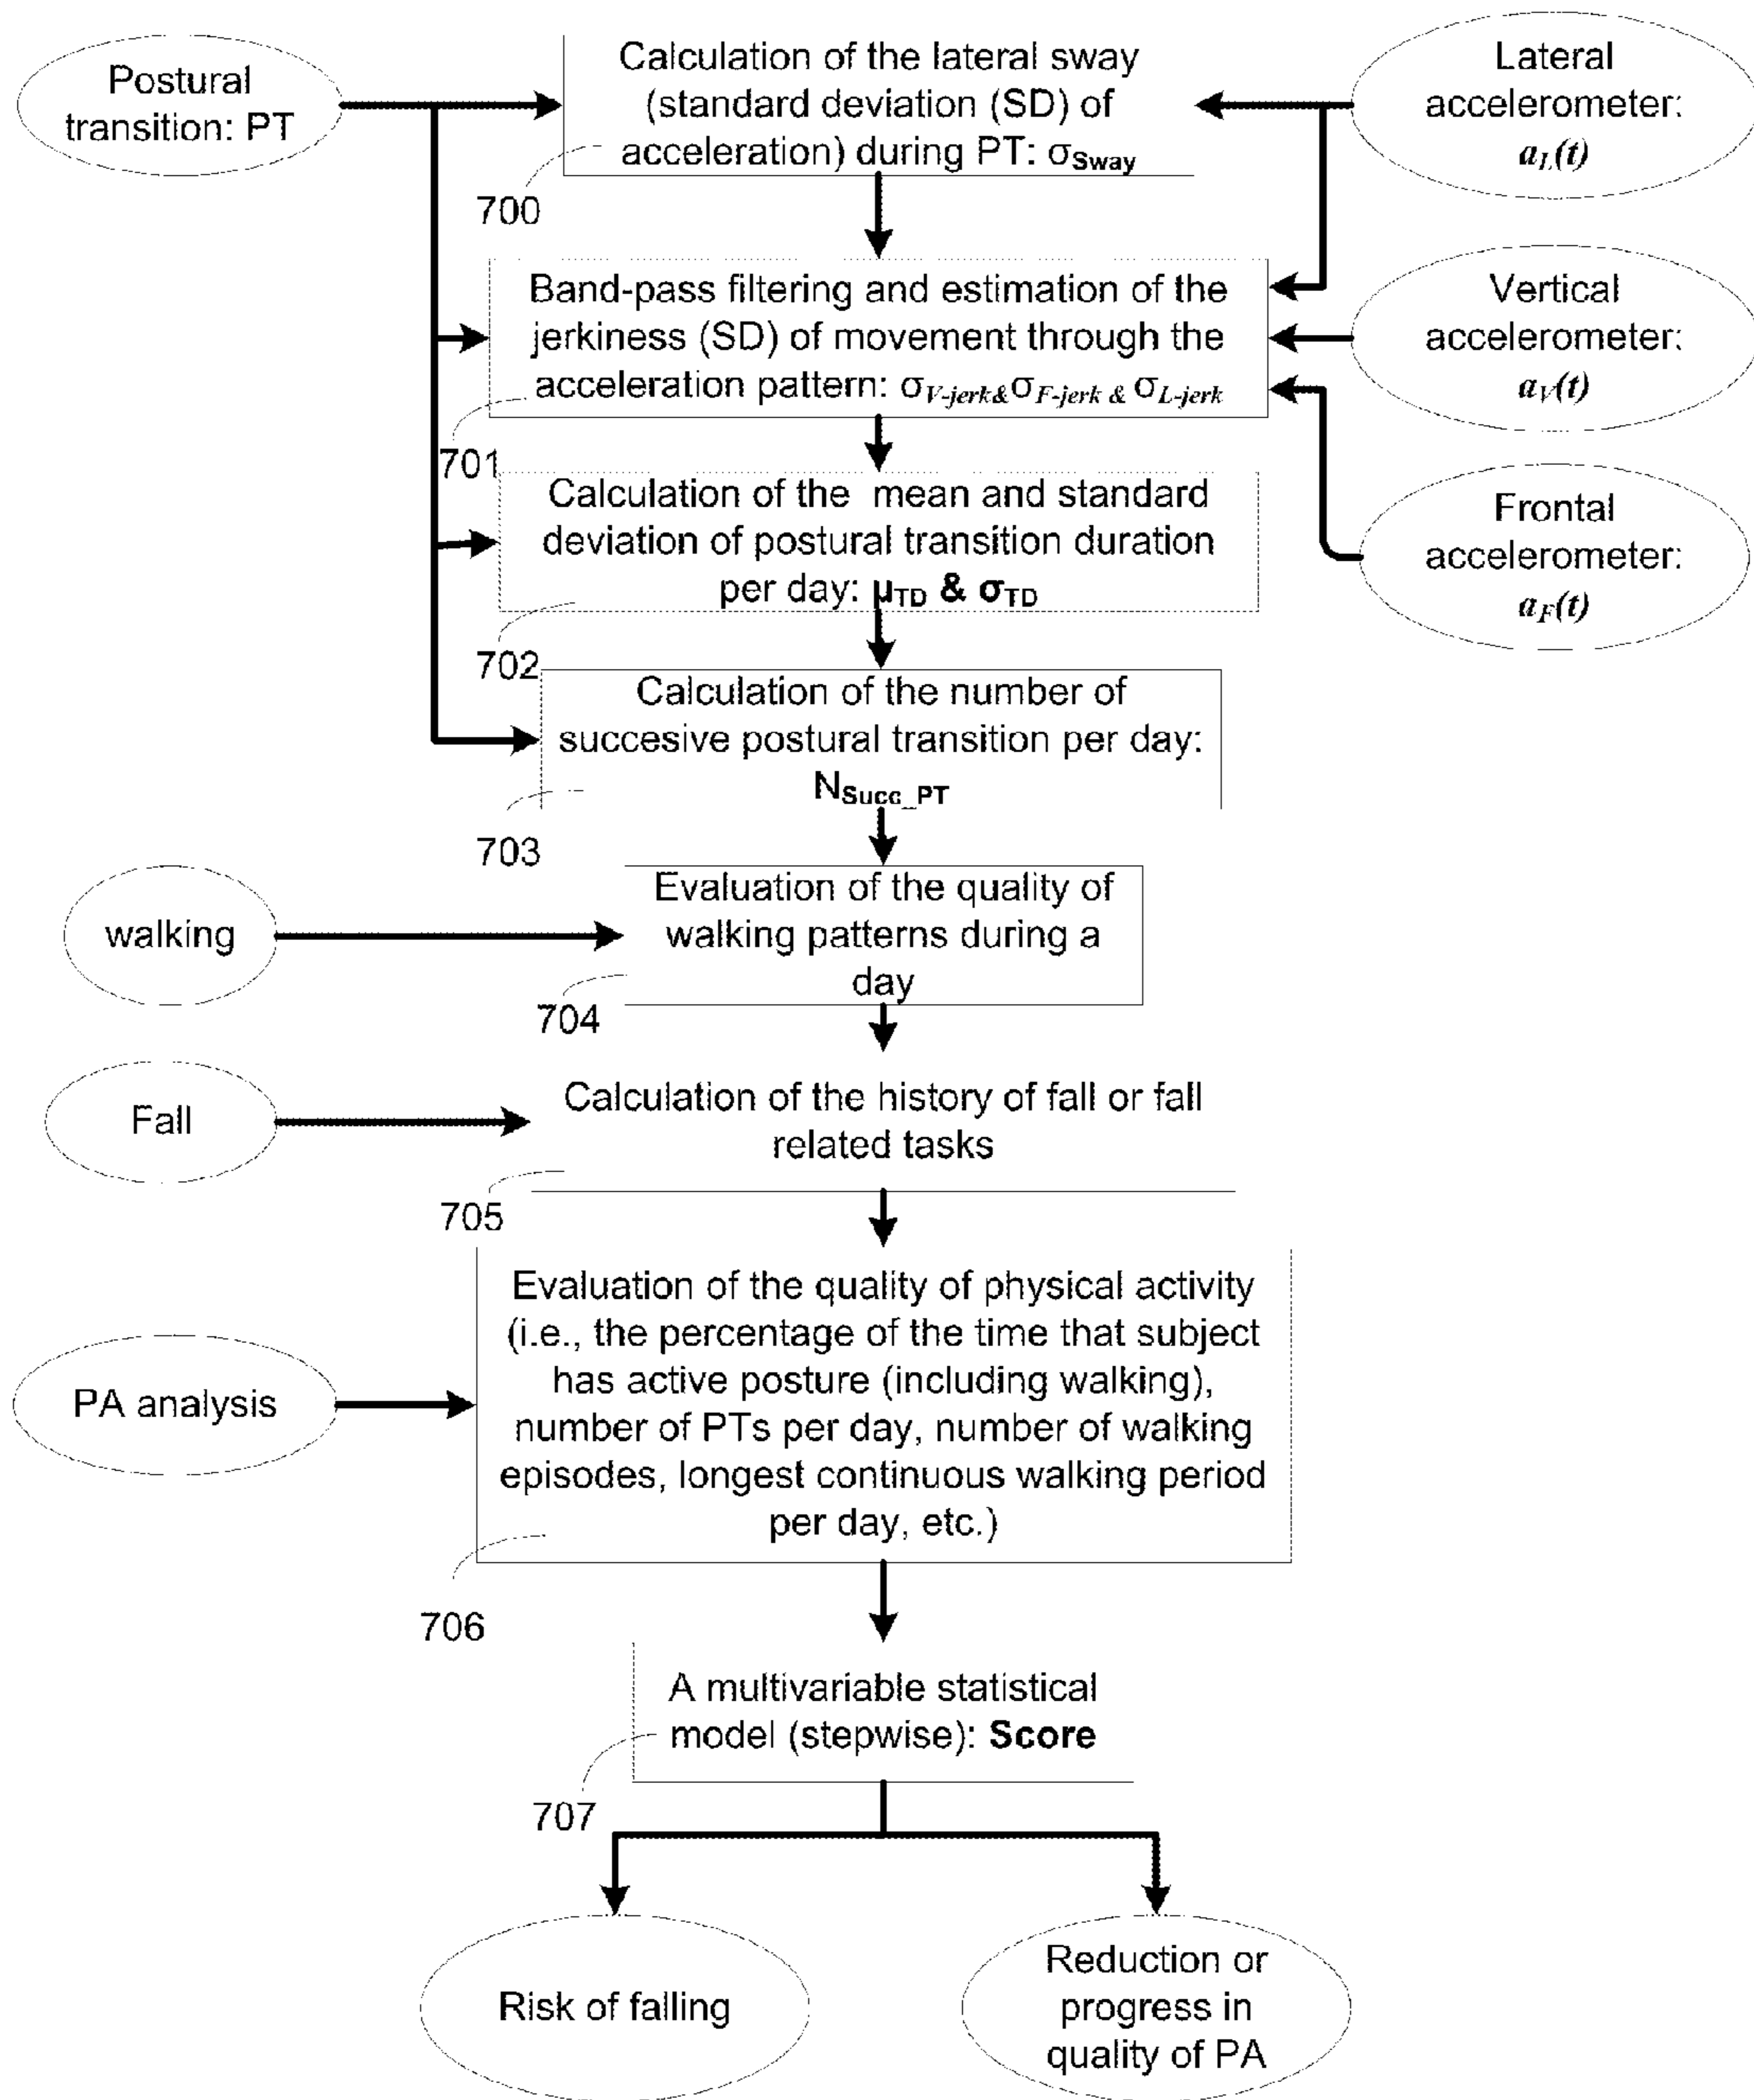 Postural
transition: PT
Calculation of the lateral sway
(standard deviation (SD) of
acceleration) during PT: σSway
700
Lateral
accelerometer:
aL(t)
Band-pass filtering and estimation of the
jerkiness (SD) of movement through the
acceleration pattern: σV-jerk&σF-jerk & σL-jerk
701
Vertical
accelerometer:
aV(t)
Calculation of the mean and standard
deviation of postural transition duration
per day: μTD & σTD
702
Frontal
accelerometer:
aF(t)
Calculation of the number of
succesive postural transition per day:
NSucc_PT
703
walking
Evaluation of the quality of
walking patterns during a
day
704
Fall
Calculation of the history of fall or fall
related tasks
705
PA analysis
Evaluation of the quality of physical activity
(i.e., the percentage of the time that subject
has active posture (including walking),
number of PTs per day, number of walking
episodes, longest continuous walking period
per day, etc.)
706
A multivariable statistical
model (stepwise): Score
707
Risk of falling
Reduction or
progress in
quality of PA